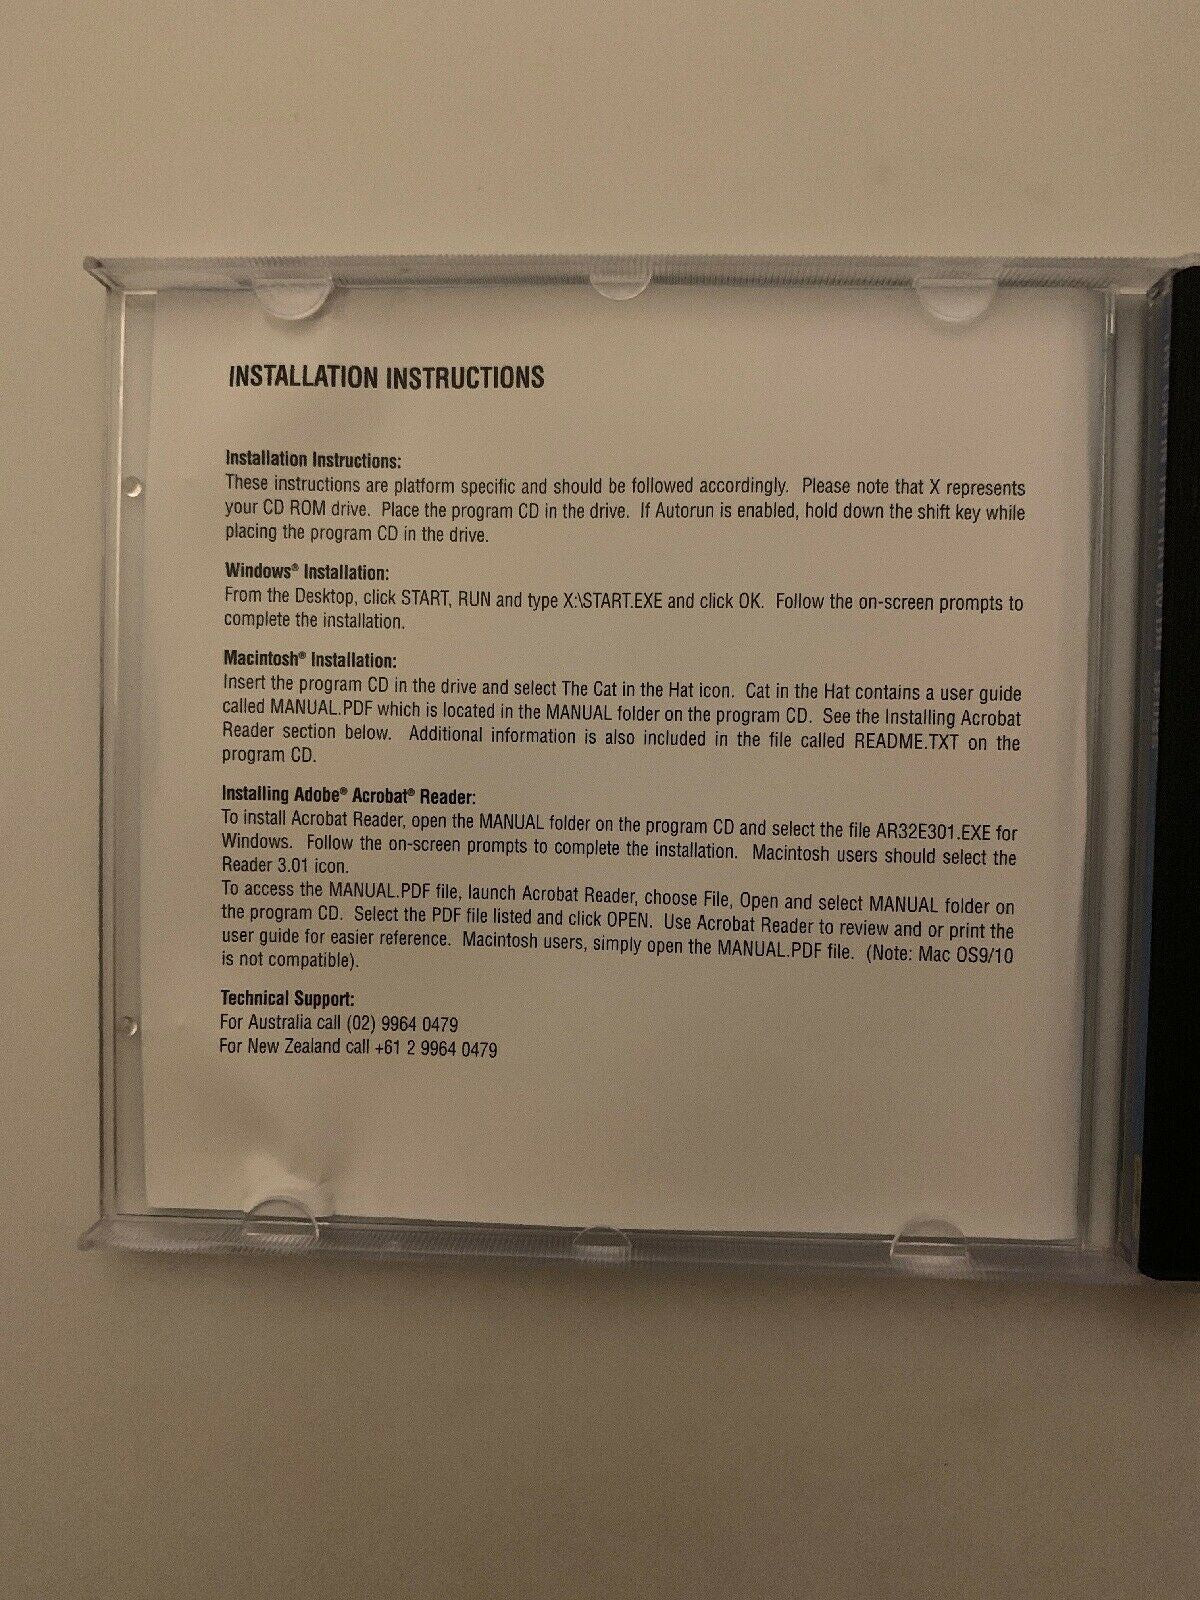 INSTALLATION INSTRUCTIONS
Installation Instructions:
These instructions are platform specific and should be followed accordingly. Please note that X represents
your CD ROM drive. Place the program CD in the drive. If Autorun is enabled, hold down the shift key while
placing the program CD in the drive.
Windows® Installation:
From the Desktop, click START, RUN and type X:\START.EXE and click OK. Follow the on-screen prompts to
complete the installation.
Macintosh® Installation:
Insert the program CD in the drive and select The Cat in the Hat icon. Cat in the Hat contains a user guide
called MANUAL.PDF which is located in the MANUAL folder on the program CD. See the Installing Acrobat
Reader section below. Additional information is also included in the file called README.TXT on the
program CD.
Installing Adobe® Acrobat® Reader:
To install Acrobat Reader, open the MANUAL folder on the program CD and select the file AR32E301.EXE for
Windows. Follow the on-screen prompts to complete the installation. Macintosh users should select the
Reader 3.01 icon.
To access the MANUAL.PDF file, launch Acrobat Reader, choose File, Open and select MANUAL folder on
the program CD. Select the PDF file listed and click OPEN. Use Acrobat Reader to review and or print the
user guide for easier reference. Macintosh users, simply open the MANUAL.PDF file. (Note: Mac OS9/10
is not compatible).
Technical Support:
For Australia call (02) 9964 0479
For New Zealand call +61 2 9964 0479